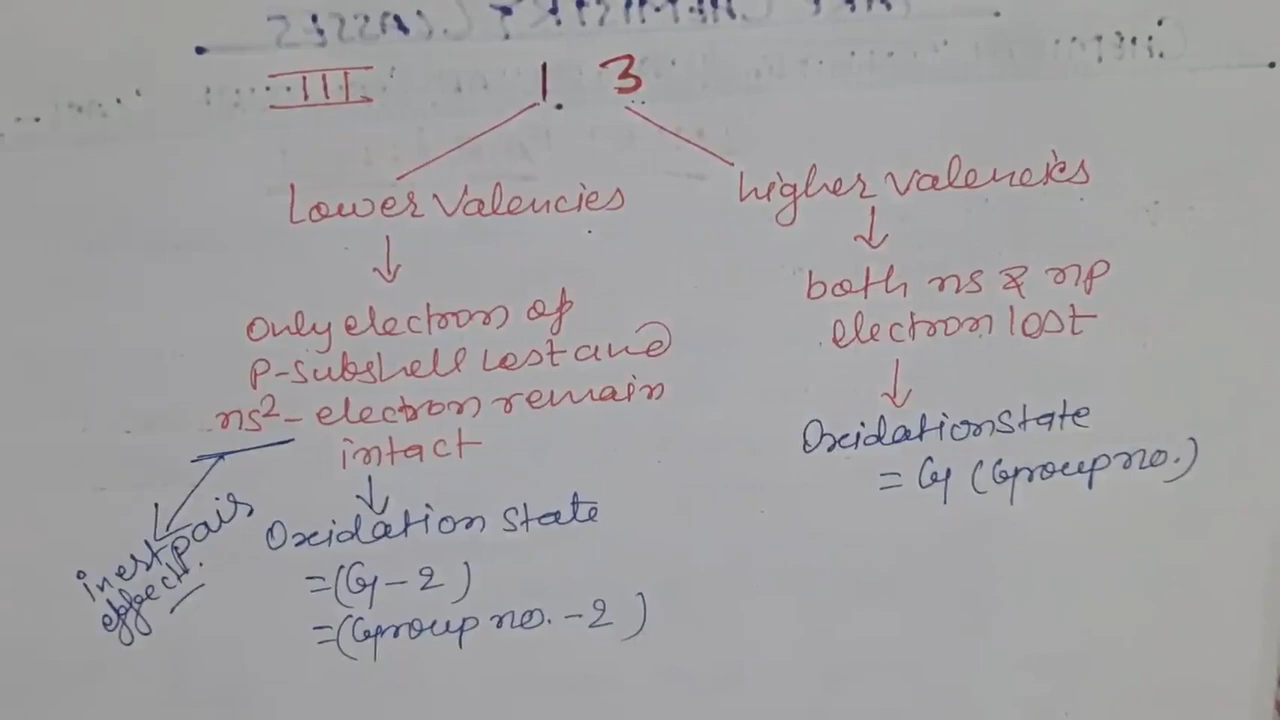 III
1. 3
Lower Valencies
higher valencies
Only electron of
P-subshell lost and
ns²- electron remain
intact
both ns & np
electron lost
Oxidation state
= (G-2)
= (Group no. -2)
Oxidation state
= G (Group no.)
inert pair
effect.